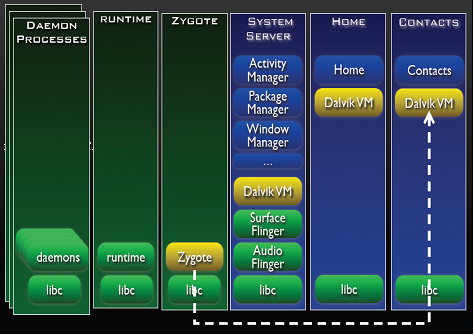 DAEMON
PROCESSES
daemons
libc
RUNTIME
runtime
libc
ZYGOTE
Zygote
libc
SYSTEM
SERVER
Activity
Manager
Package
Manager
Window
Manager
...
Dalvik VM
Surface
Flinger
Audio
Flinger
libc
HOME
Home
Dalvik VM
libc
CONTACTS
Contacts
Dalvik VM
libc